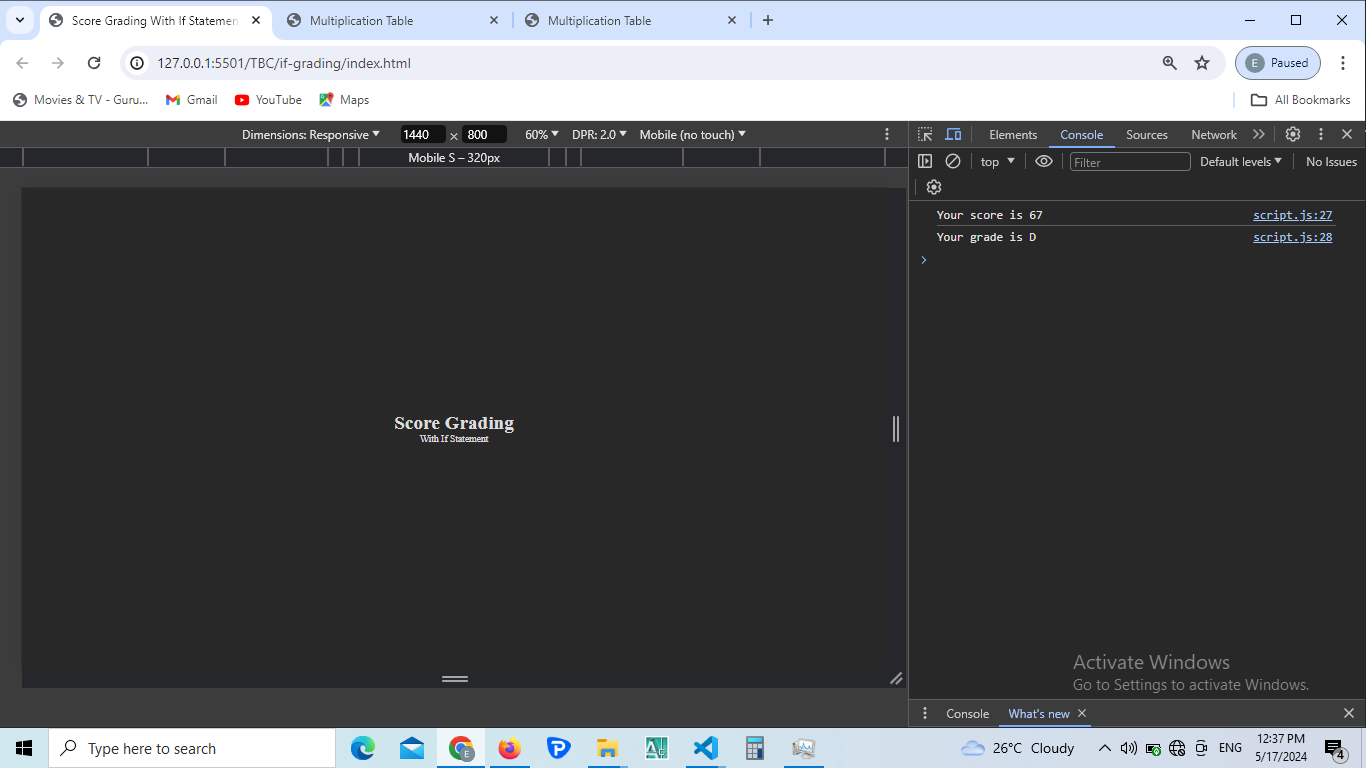 Score Grading With If Statemen
Multiplication Table
Multiplication Table
127.0.0.1:5501/TBC/if-grading/index.html
E Paused
Movies & TV - Guru...
Gmail
YouTube
Maps
All Bookmarks
Dimensions: Responsive 1440 × 800 60% DPR: 2.0 Mobile (no touch)
Elements Console Sources Network
Mobile S – 320px
top Filter Default levels No Issues
Your score is 67 script.js:27
Your grade is D script.js:28
Score Grading
With If Statement
Activate Windows
Go to Settings to activate Windows.
Console What's new
Type here to search
26°C Cloudy
ENG
12:37 PM
5/17/2024
4